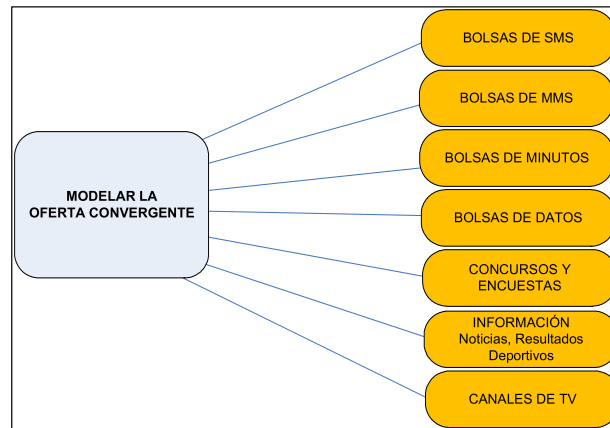 MODELAR LA
OFERTA CONVERGENTE
BOLSAS DE SMS
BOLSAS DE MMS
BOLSAS DE MINUTOS
BOLSAS DE DATOS
CONCURSOS Y
ENCUESTAS
INFORMACIÓN
Noticias, Resultados
Deportivos
CANALES DE TV